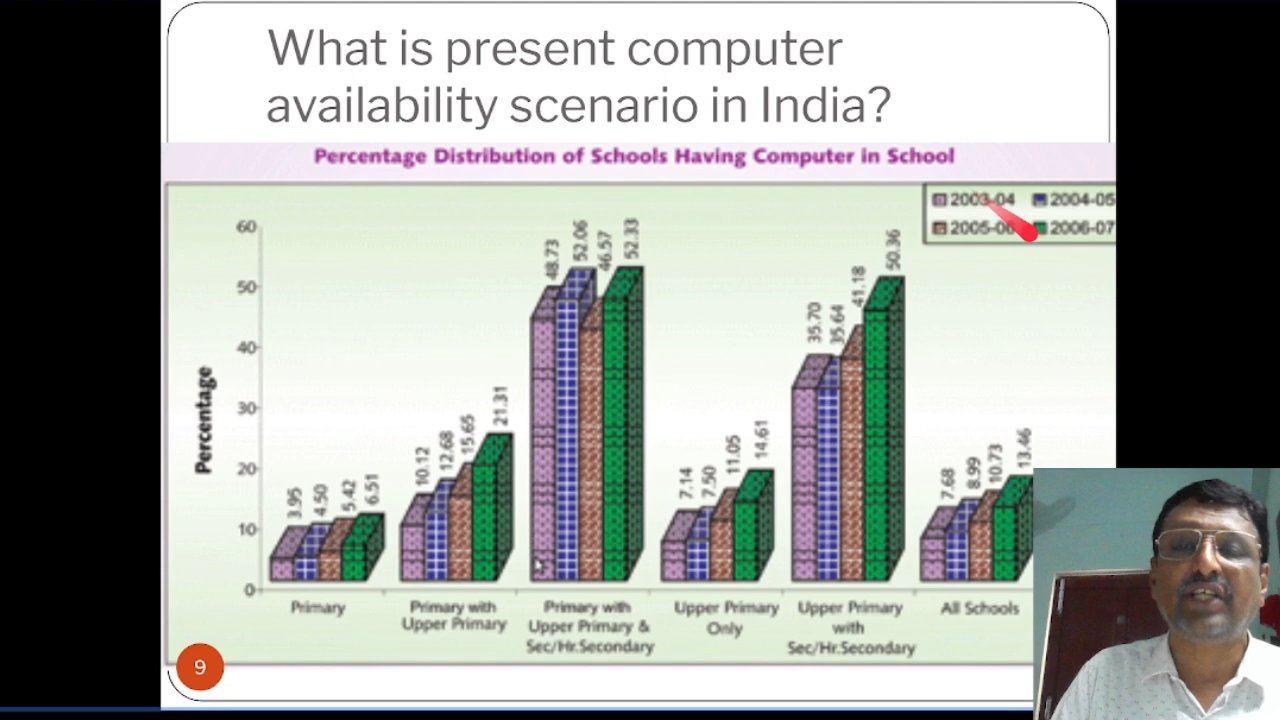 What is present computer
availability scenario in India?
Percentage Distribution of Schools Having Computer in School
2003-04 2004-05
2005-06 2006-07
Percentage
60
50
40
30
20
10
0
3.95 4.50 5.42 6.51
10.12 12.68 15.65 21.31
48.73 52.06 46.57 52.33
7.14 7.50 11.05 14.61
35.70 35.64 41.18 50.36
7.68 8.99 10.73 13.46
Primary
Primary with
Upper Primary
Primary with
Upper Primary &
Sec/Hr.Secondary
Upper Primary
Only
Upper Primary
with
Sec/Hr.Secondary
All Schools
9